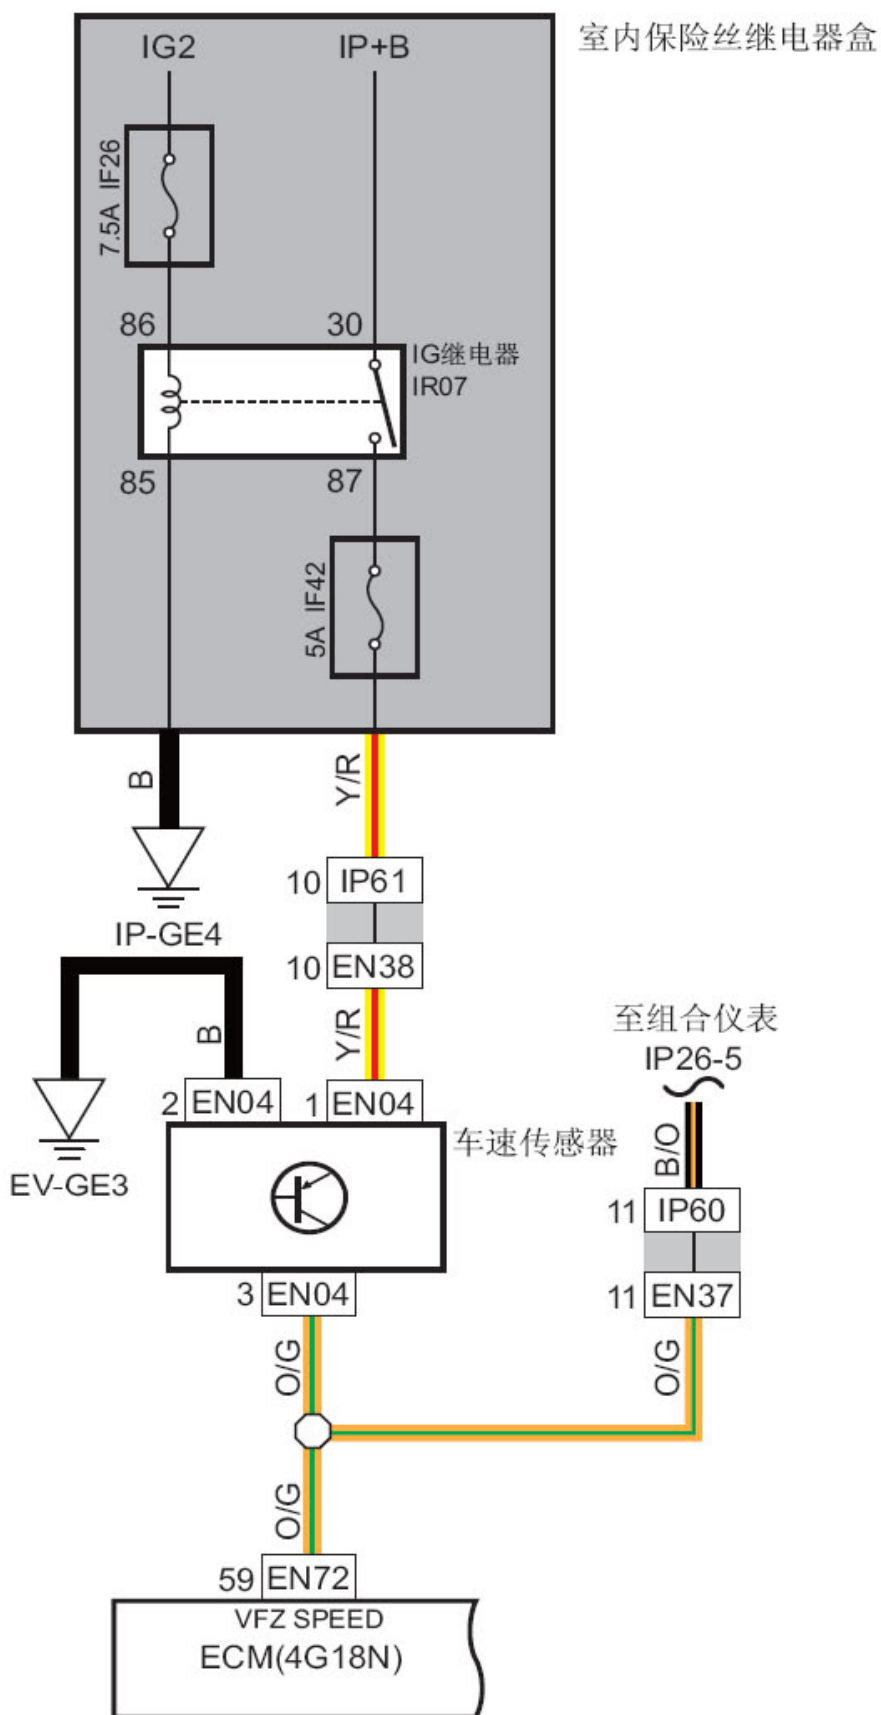 室内保险丝继电器盒
IG2
IP+B
7.5A IF26
86
30
IG继电器
IR07
85
87
5A IF42
B
Y/R
10 IP61
IP-GE4
10 EN38
B
Y/R
至组合仪表
IP26-5
2 EN04
1 EN04
车速传感器
B/O
EV-GE3
11 IP60
3 EN04
11 EN37
O/G
O/G
O/G
59 EN72
VFZ SPEED
ECM(4G18N)